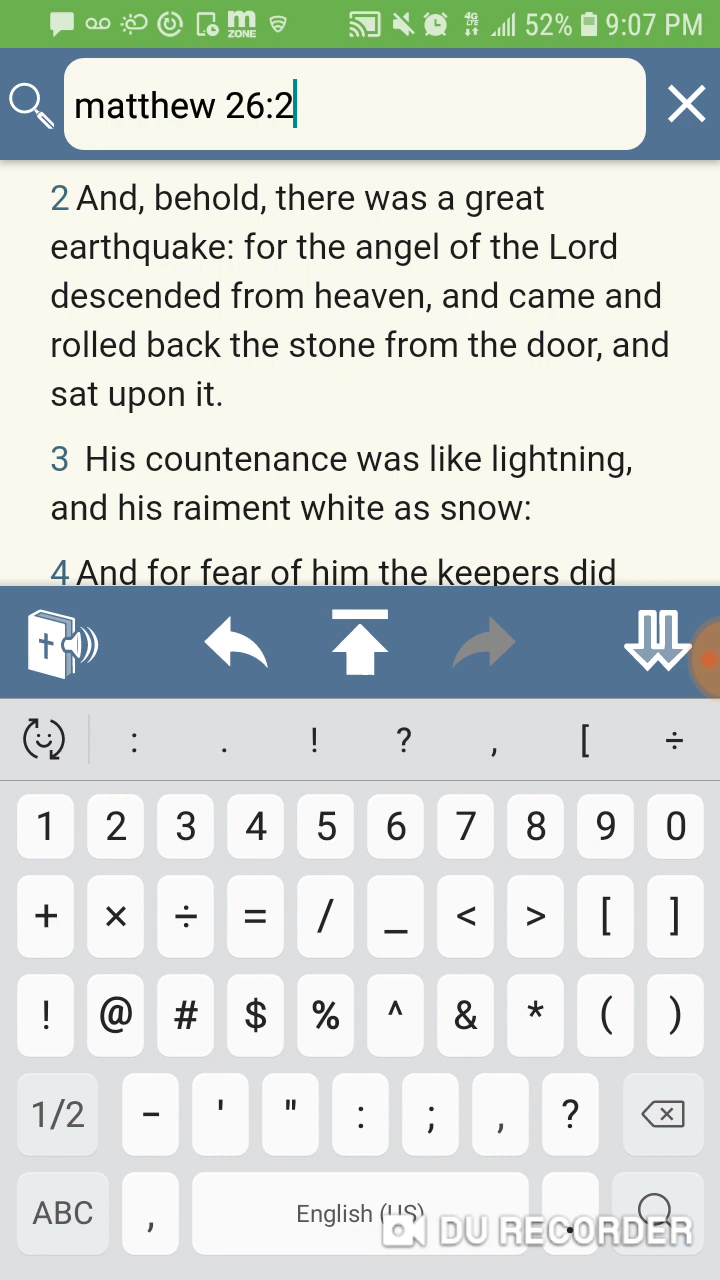 m
ZONE
4G
LTE
52%
9:07 PM
matthew 26:2
2 And, behold, there was a great
earthquake: for the angel of the Lord
descended from heaven, and came and
rolled back the stone from the door, and
sat upon it.
3 His countenance was like lightning,
and his raiment white as snow:
4 And for fear of him the keepers did
: . ! ? , [ ÷
1 2 3 4 5 6 7 8 9 0
+ × ÷ = / _ < > [ ]
! @ # $ % ^ & * ( )
1/2 - ' " : ; , ?
ABC , English (US) .
DU RECORDER